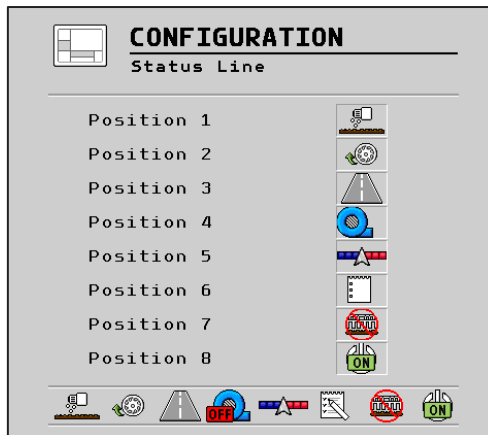 CONFIGURATION
Status Line
Position 1
Position 2
Position 3
Position 4
Position 5
Position 6
Position 7
Position 8
ON
OFF
ON